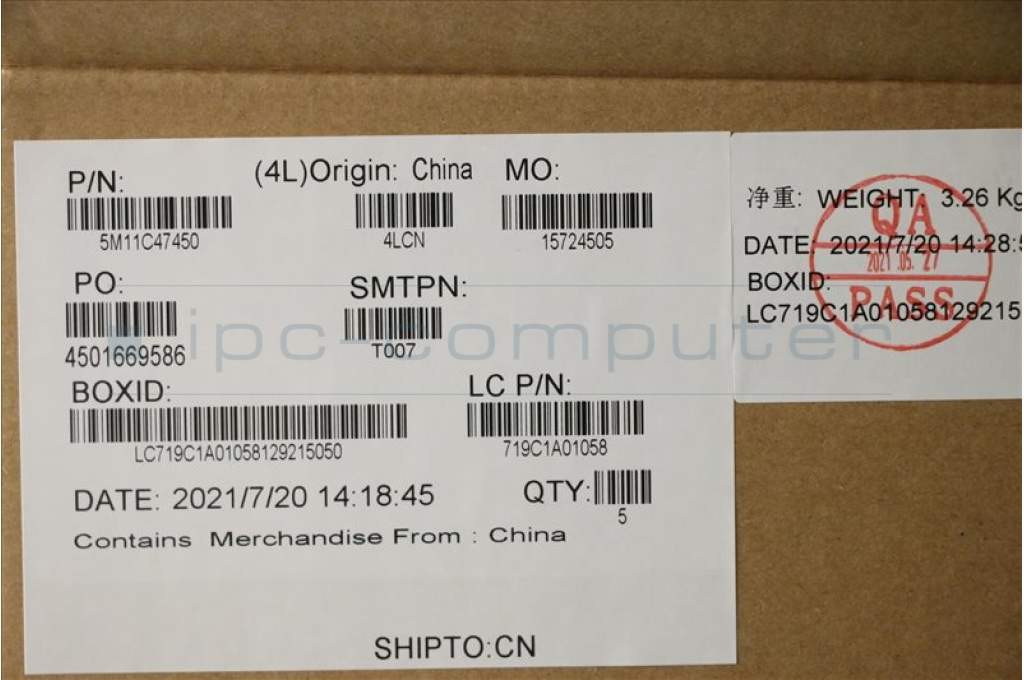 P/N:
5M11C47450
(4L)Origin: China
4LCN
MO:
15724505
PO:
4501669586
SMTPN:
T007
BOXID:
LC719C1A01058129215050
LC P/N:
719C1A01058
DATE: 2021/7/20 14:18:45
QTY:
5
Contains Merchandise From : China
SHIPTO:CN
净重: WEIGHT: 3.26 Kg
DATE: 2021/7/20 14:28:
BOXID:
LC719C1A01058129215
QA
2021.05.27
PASS
ipc-computer